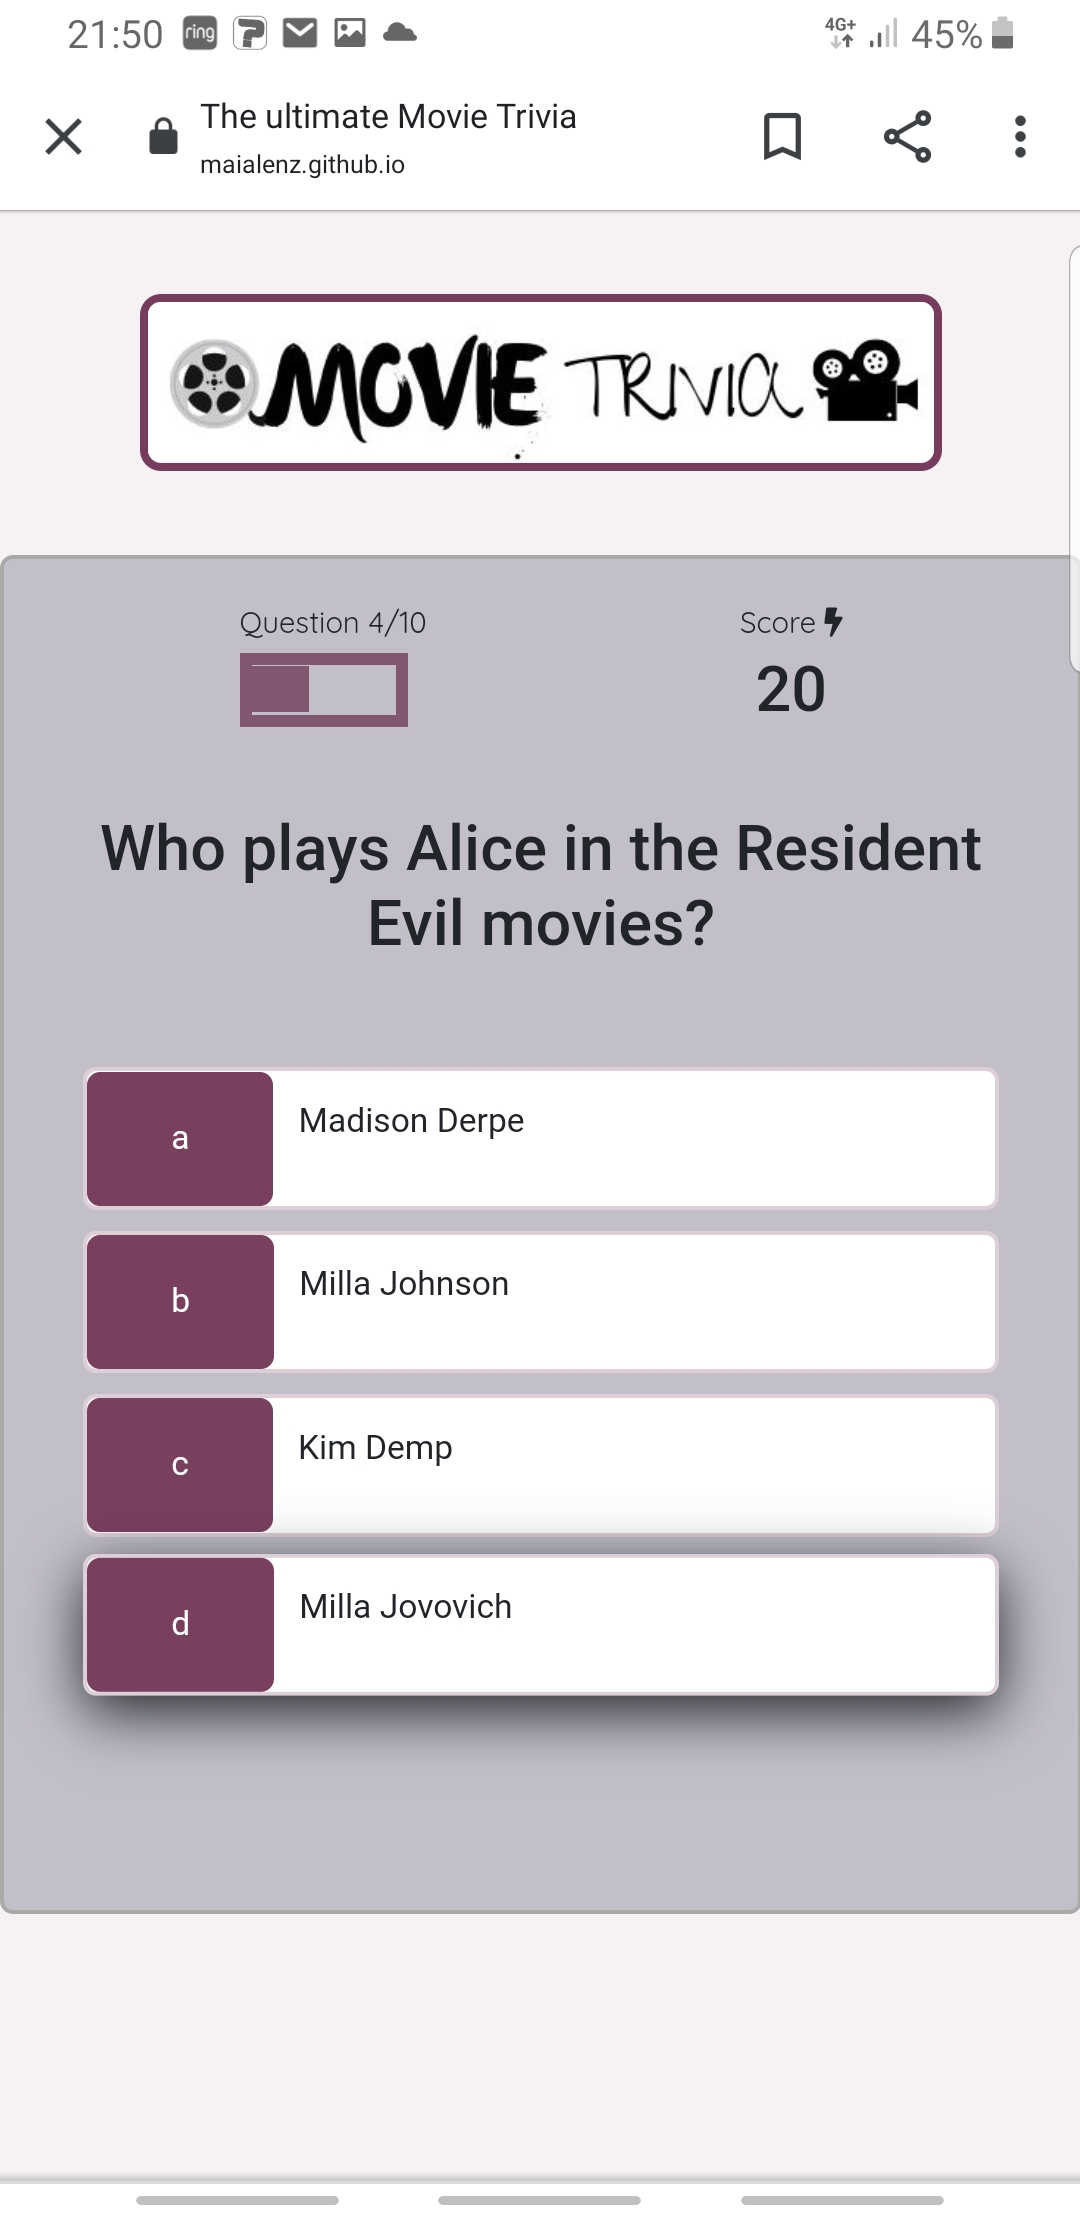 21:50 ring 4G+ 45%
The ultimate Movie Trivia
maialenz.github.io
MOVIE TRIVIA
Question 4/10 Score
20
Who plays Alice in the Resident
Evil movies?
a Madison Derpe
b Milla Johnson
c Kim Demp
d Milla Jovovich